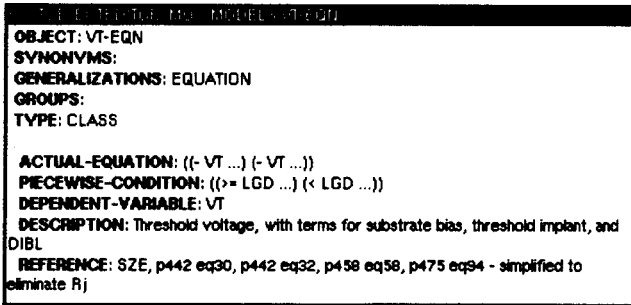 OBJECT: VT-EQN
SYNONYMS:
GENERALIZATIONS: EQUATION
GROUPS:
TYPE: CLASS
ACTUAL-EQUATION: ((- VT ...) (- VT ...))
PIECEWISE-CONDITION: ((>= LGD ...) (< LGD ...))
DEPENDENT-VARIABLE: VT
DESCRIPTION: Threshold voltage, with terms for substrate bias, threshold implant, and
DIBL
REFERENCE: SZE, p442 eq30, p442 eq32, p458 eq58, p475 eq94 - simplified to
eliminate Rj